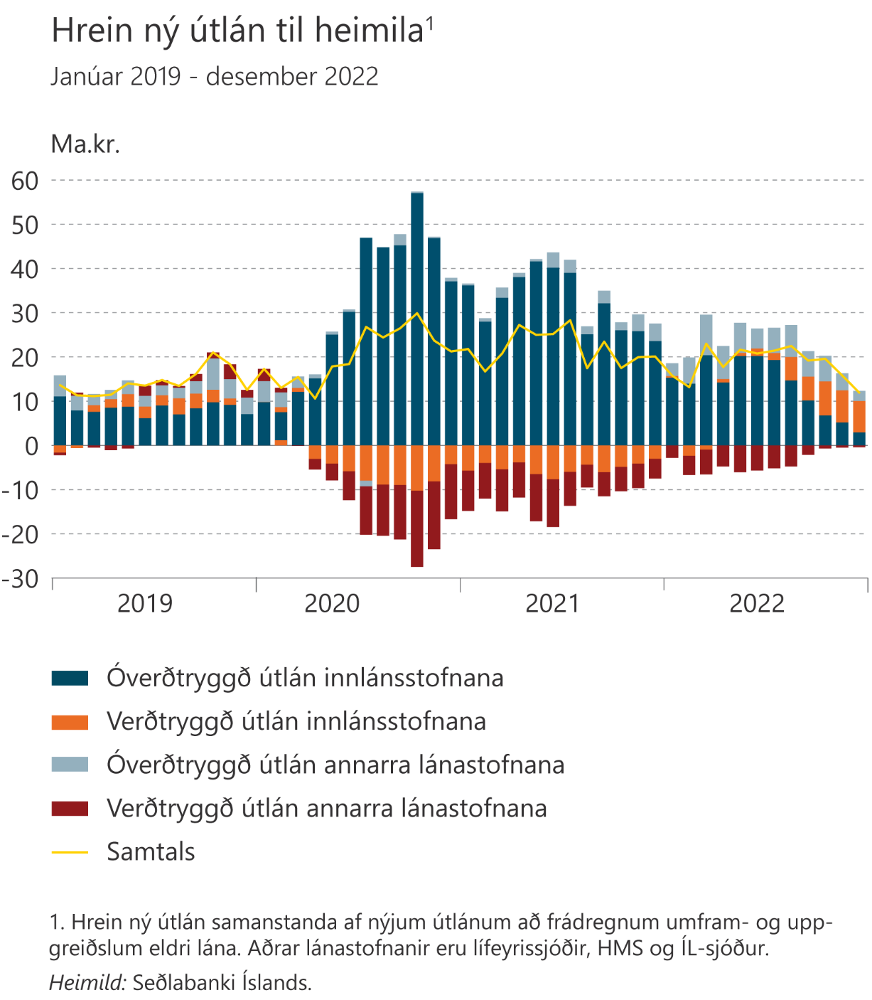 Hrein ný útlán til heimila¹
Janúar 2019 - desember 2022
Ma.kr.
60
50
40
30
20
10
0
-10
-20
-30
2019 2020 2021 2022
Óverðtryggð útlán innlánsstofnana
Verðtryggð útlán innlánsstofnana
Óverðtryggð útlán annarra lánastofnana
Verðtryggð útlán annarra lánastofnana
Samtals
1. Hrein ný útlán samanstanda af nýjum útlánum að frádregnum umfram- og upp-
greiðslum eldri lána. Aðrar lánastofnanir eru lífeyrissjóðir, HMS og ÍL-sjóður.
Heimild: Seðlabanki Íslands.